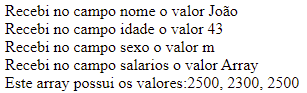 Recebi no campo nome o valor João
Recebi no campo idade o valor 43
Recebi no campo sexo o valor m
Recebi no campo salarios o valor Array
Este array possui os valores:2500, 2300, 2500